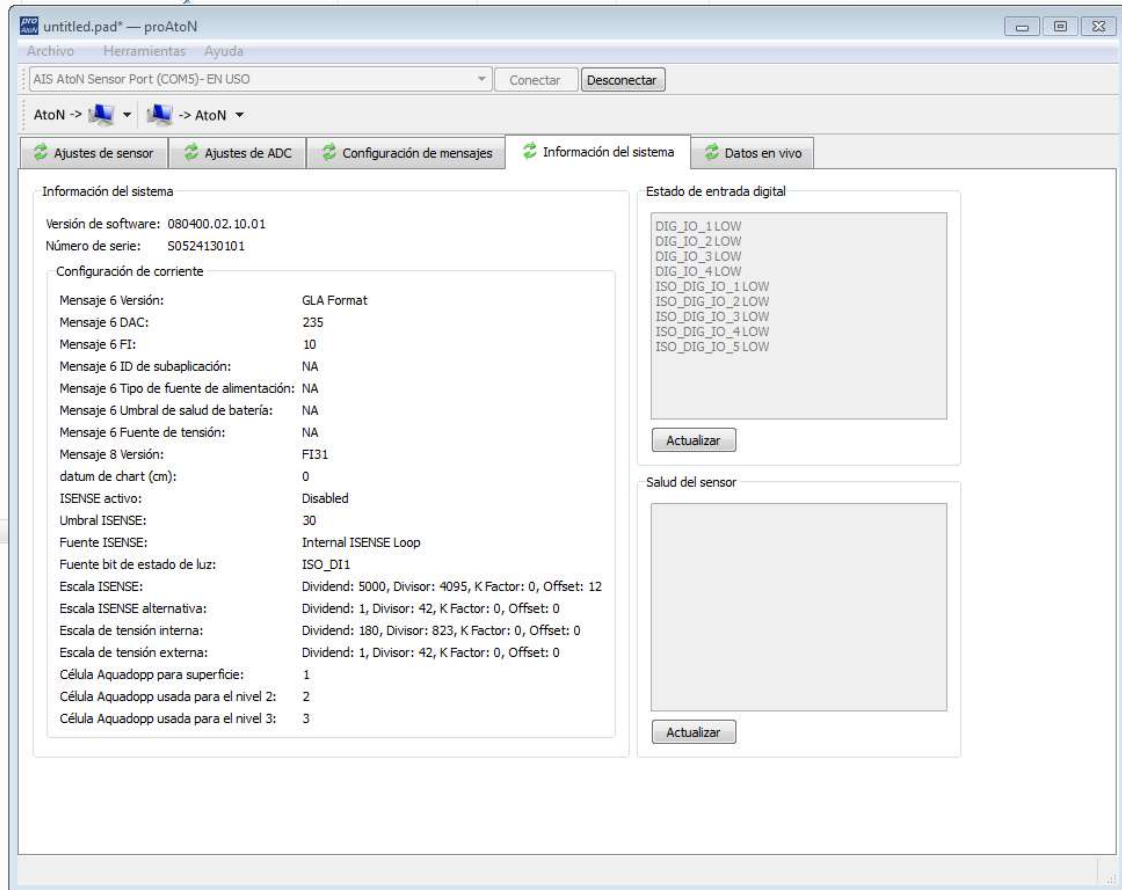 pro
AtoN
untitled.pad* — proAtoN
Archivo Herramientas Ayuda
AIS AtoN Sensor Port (COM5)- EN USO Conectar Desconectar
AtoN -> -> AtoN
Ajustes de sensor Ajustes de ADC Configuración de mensajes Información del sistema Datos en vivo
Información del sistema
Versión de software: 080400.02.10.01
Número de serie: S0524130101
Configuración de corriente
Mensaje 6 Versión: GLA Format
Mensaje 6 DAC: 235
Mensaje 6 FI: 10
Mensaje 6 ID de subaplicación: NA
Mensaje 6 Tipo de fuente de alimentación: NA
Mensaje 6 Umbral de salud de batería: NA
Mensaje 6 Fuente de tensión: NA
Mensaje 8 Versión: FI31
datum de chart (cm): 0
ISENSE activo: Disabled
Umbral ISENSE: 30
Fuente ISENSE: Internal ISENSE Loop
Fuente bit de estado de luz: ISO_DI1
Escala ISENSE: Dividend: 5000, Divisor: 4095, K Factor: 0, Offset: 12
Escala ISENSE alternativa: Dividend: 1, Divisor: 42, K Factor: 0, Offset: 0
Escala de tensión interna: Dividend: 180, Divisor: 823, K Factor: 0, Offset: 0
Escala de tensión externa: Dividend: 1, Divisor: 42, K Factor: 0, Offset: 0
Célula Aquadopp para superficie: 1
Célula Aquadopp usada para el nivel 2: 2
Célula Aquadopp usada para el nivel 3: 3
Estado de entrada digital
DIG_IO_1 LOW
DIG_IO_2 LOW
DIG_IO_3 LOW
DIG_IO_4 LOW
ISO_DIG_IO_1 LOW
ISO_DIG_IO_2 LOW
ISO_DIG_IO_3 LOW
ISO_DIG_IO_4 LOW
ISO_DIG_IO_5 LOW
Actualizar
Salud del sensor
Actualizar